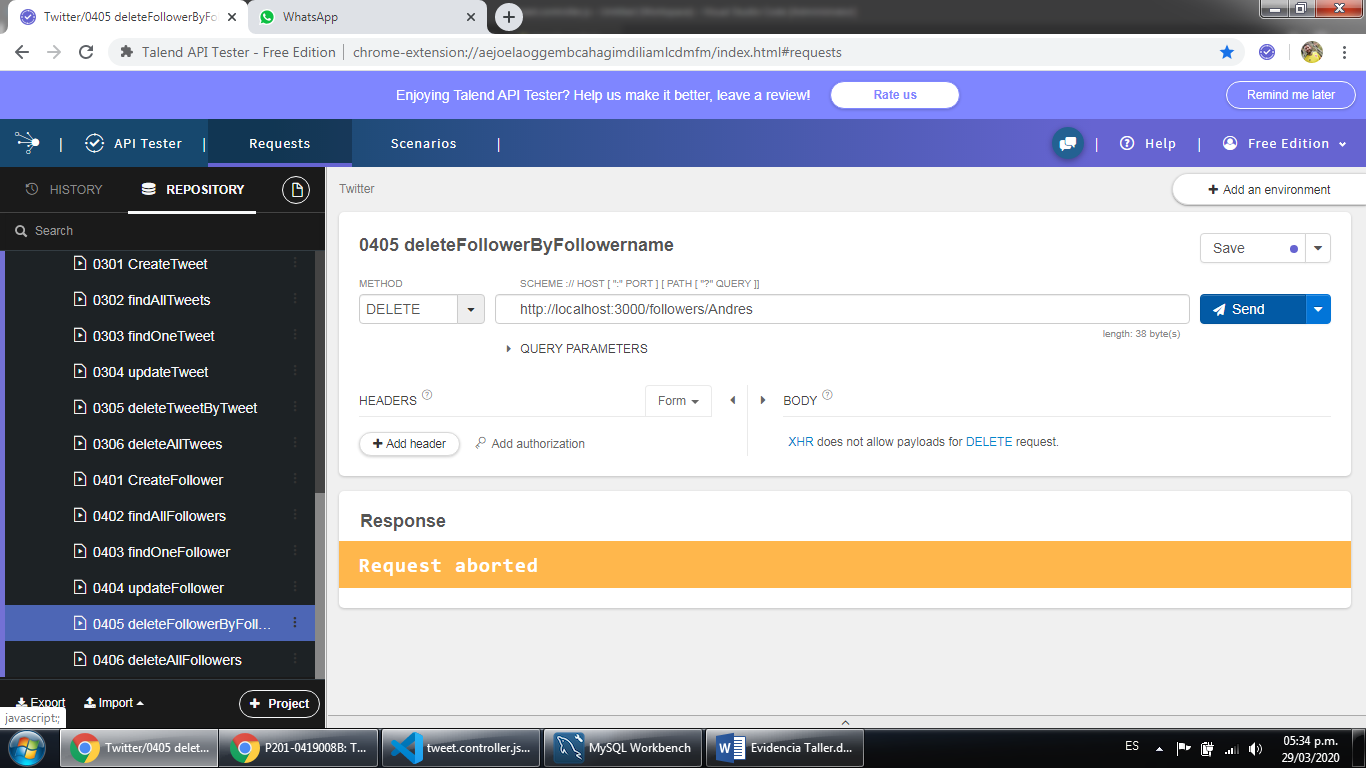 Twitter/0405 deleteFollowerByFo
WhatsApp
Talend API Tester - Free Edition
chrome-extension://aejoelaoggembcahagimdiliamlcdmfm/index.html#requests
Enjoying Talend API Tester? Help us make it better, leave a review!
Rate us
Remind me later
API Tester
Requests
Scenarios
Help
Free Edition
HISTORY
REPOSITORY
Search
0301 CreateTweet
0302 findAllTweets
0303 findOneTweet
0304 updateTweet
0305 deleteTweetByTweet
0306 deleteAllTwees
0401 CreateFollower
0402 findAllFollowers
0403 findOneFollower
0404 updateFollower
0405 deleteFollowerByFoll...
0406 deleteAllFollowers
Export
Import
+ Project
javascript:;
Twitter
+ Add an environment
0405 deleteFollowerByFollowername
Save
METHOD
SCHEME :// HOST [ ":" PORT ] [ PATH [ "?" QUERY ]]
DELETE
http://localhost:3000/followers/Andres
Send
length: 38 byte(s)
QUERY PARAMETERS
HEADERS ?
Form
BODY ?
+ Add header
Add authorization
XHR does not allow payloads for DELETE request.
Response
Request aborted
Twitter/0405 delet...
P201-0419008B: T...
tweet.controller.js...
MySQL Workbench
Evidencia Taller.d...
ES
05:34 p.m.
29/03/2020